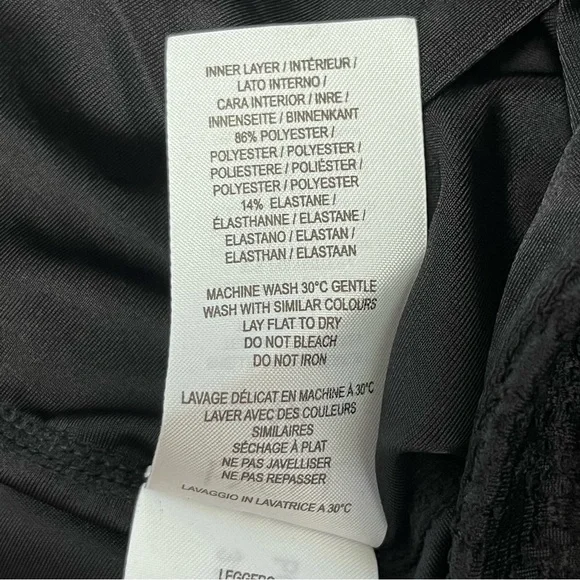 INNER LAYER / INTÉRIEUR /
LATO INTERNO /
CARA INTERIOR / INRE /
INNENSEITE / BINNENKANT
86% POLYESTER /
POLYESTER / POLYESTER /
POLIESTERE / POLIÉSTER /
POLYESTER / POLYESTER
14% ELASTANE /
ÉLASTHANNE / ELASTANE /
ELASTANO / ELASTAN /
ELASTHAN / ELASTAAN
MACHINE WASH 30°C GENTLE
WASH WITH SIMILAR COLOURS
LAY FLAT TO DRY
DO NOT BLEACH
DO NOT IRON
LAVAGE DÉLICAT EN MACHINE À 30°C
LAVER AVEC DES COULEURS
SIMILAIRES
SÉCHAGE À PLAT
NE PAS JAVELLISER
NE PAS REPASSER
LAVAGGIO IN LAVATRICE A 30°C